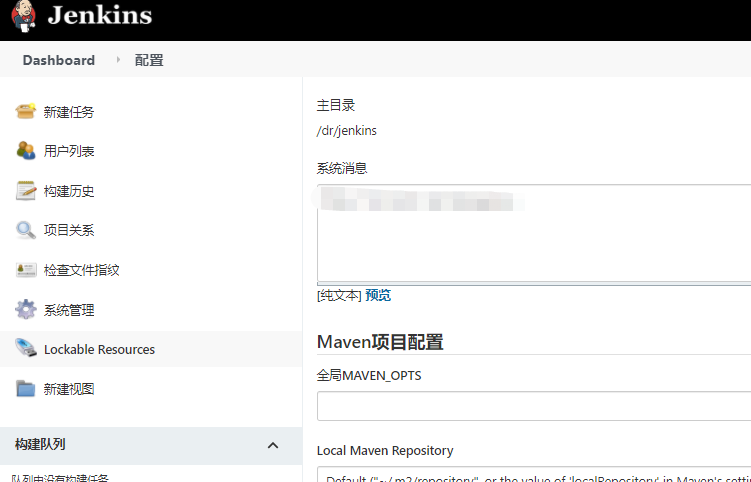 Jenkins
Dashboard
配置
新建任务
用户列表
构建历史
项目关系
检查文件指纹
系统管理
Lockable Resources
新建视图
构建队列
队列中没有构建任务
主目录
/dr/jenkins
系统消息
[纯文本] 预览
Maven项目配置
全局MAVEN_OPTS
Local Maven Repository
Default ("~/.m2/repository", or the value of 'localRepository' in Maven's setti